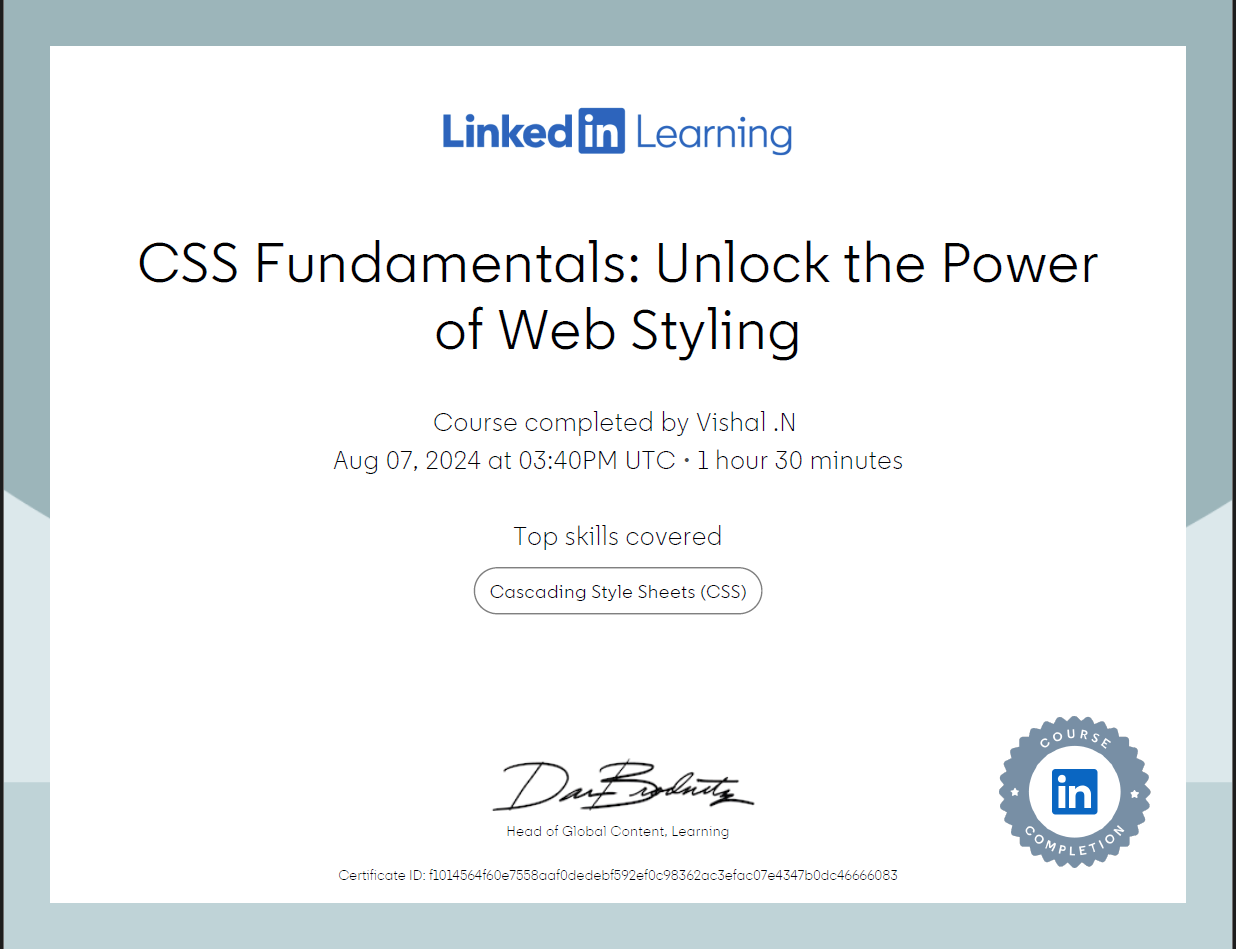 Linkedin Learning
CSS Fundamentals: Unlock the Power
of Web Styling
Course completed by Vishal .N
Aug 07, 2024 at 03:40PM UTC • 1 hour 30 minutes
Top skills covered
Cascading Style Sheets (CSS)
Dan Brodnitz
Head of Global Content, Learning
Certificate ID: f1014564f60e7558aaf0dedebf592ef0c98362ac3efac07e4347b0dc46666083
COURSE
in
COMPLETION